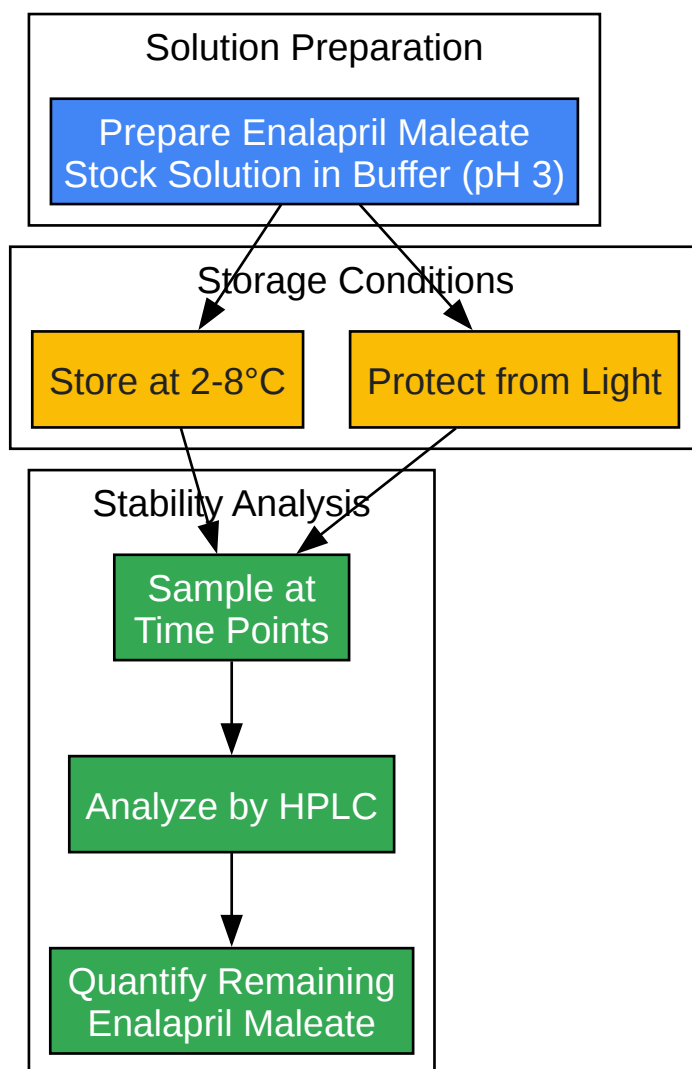 Solution Preparation
Prepare Enalapril Maleate
Stock Solution in Buffer (pH 3)
Storage Conditions
Store at 2-8°C
Protect from Light
Stability Analysis
Sample at
Time Points
Analyze by HPLC
Quantify Remaining
Enalapril Maleate